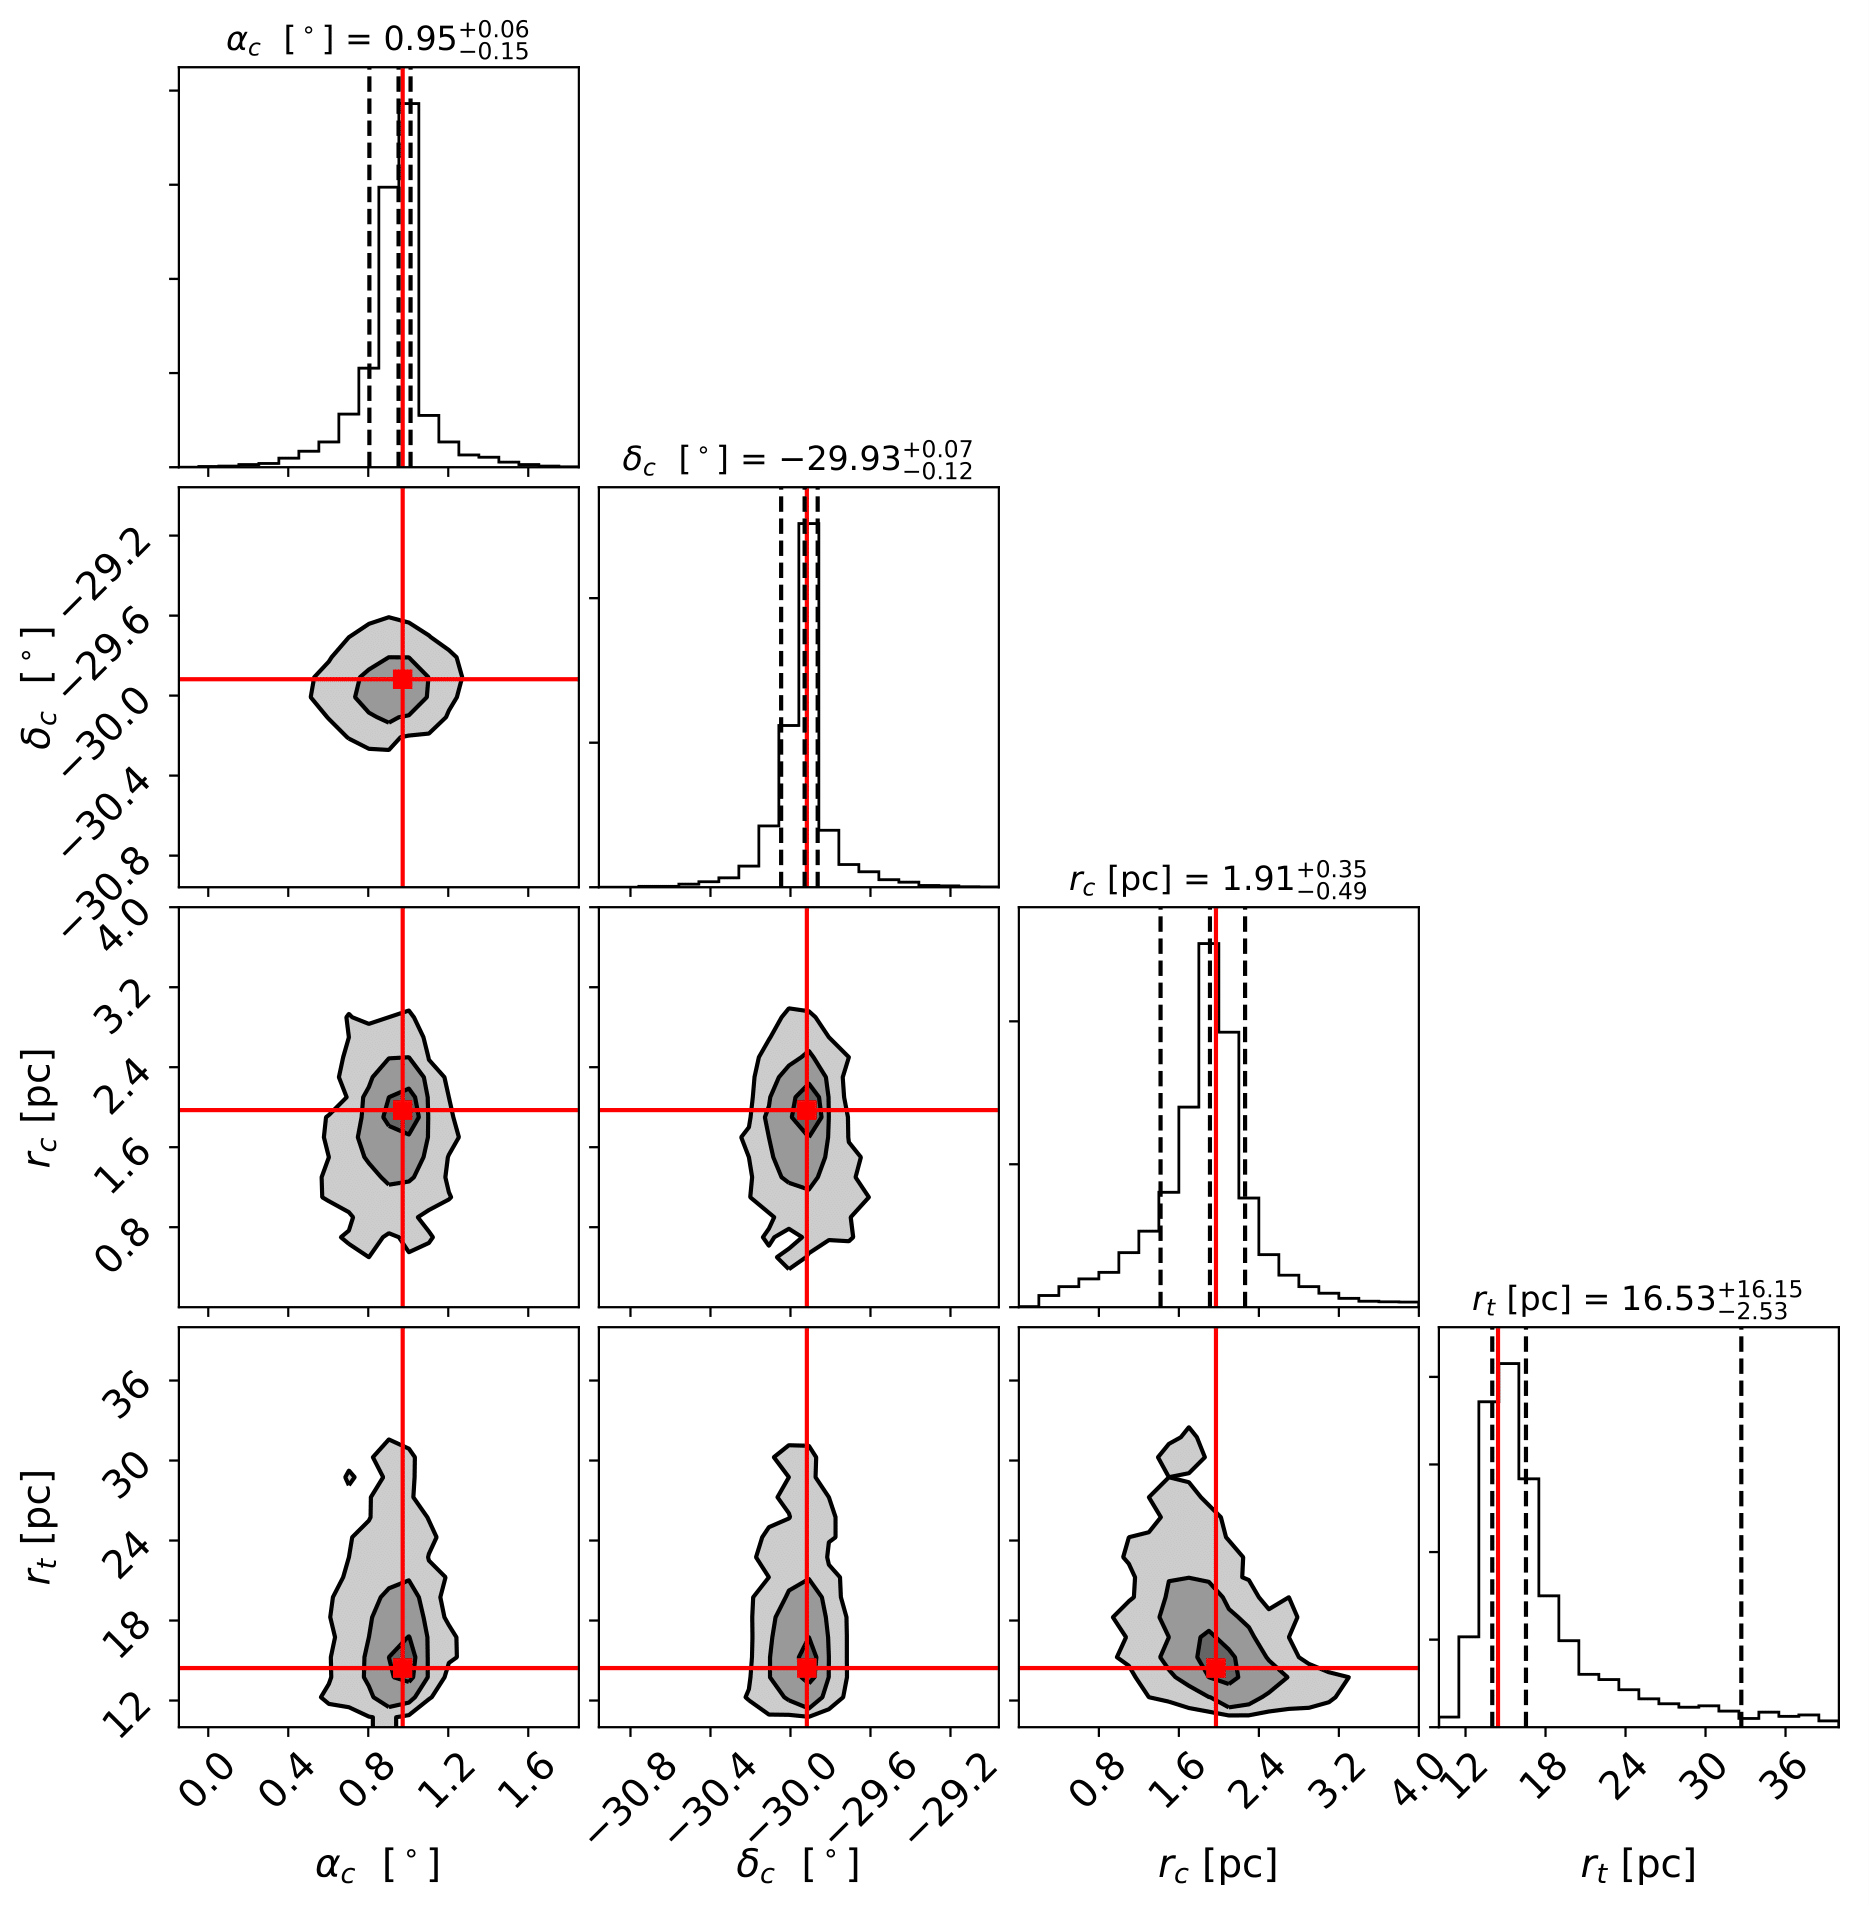 α_c [°] = 0.95^{+0.06}_{−0.15}
δ_c [°] = −29.93^{+0.07}_{−0.12}
−29.2
−29.6
−30.0
−30.4
−30.8
δ_c [°]
r_c [pc] = 1.91^{+0.35}_{−0.49}
4.0
3.2
2.4
1.6
0.8
r_c [pc]
r_t [pc] = 16.53^{+16.15}_{−2.53}
36
30
24
18
12
r_t [pc]
0.0 0.4 0.8 1.2 1.6
−30.8 −30.4 −30.0 −29.6 −29.2
0.8 1.6 2.4 3.2 4.0
12 18 24 30 36
α_c [°]
δ_c [°]
r_c [pc]
r_t [pc]